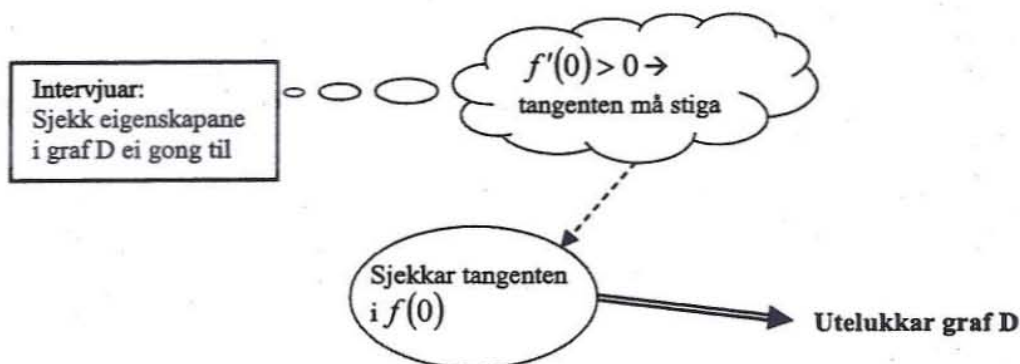 Intervjuar:
Sjekk eigenskapane
i graf D ei gong til
f'(0) > 0 →
tangenten må stiga
Sjekkar tangenten
i f(0)
Utelukkar graf D